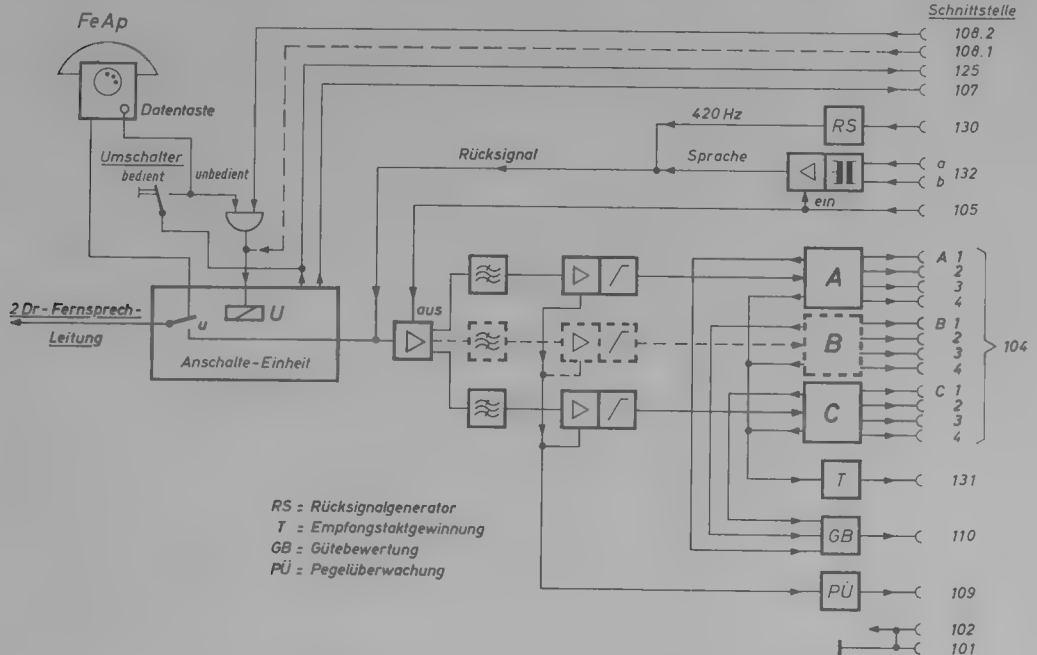 Schnittstelle
FeAp
108.2
108.1
125
107
Datentaste
420 Hz
RS
130
Umschalter
bedient
unbedient
Rücksignal
Sprache
a
b
132
ein
105
A 1
2
3
4
A
2 Dr-Fernsprech-
Leitung
u
U
aus
Anschalte-Einheit
B 1
2
3
4
B
104
C 1
2
3
4
C
T
131
RS = Rücksignalgenerator
T = Empfangstaktgewinnung
GB = Gütebewertung
PÜ = Pegelüberwachung
GB
110
PÜ
109
102
101